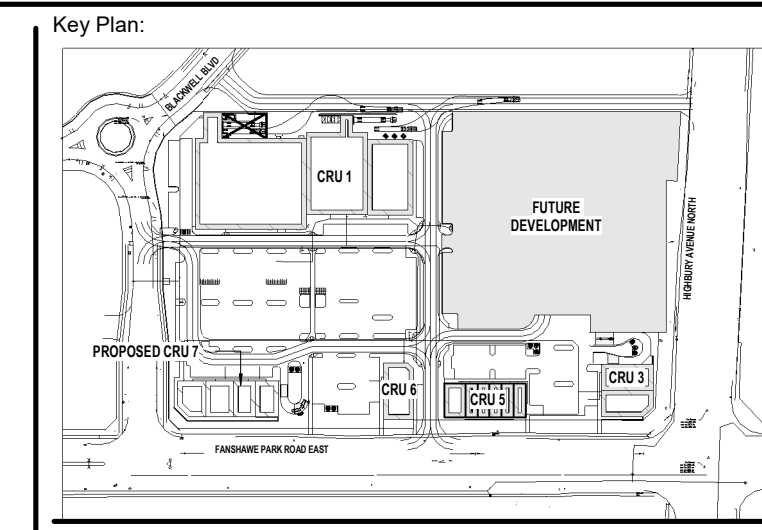 Key Plan:
BLACKWELL BLVD
CRU 1
FUTURE
DEVELOPMENT
HIGHBURY AVENUE NORTH
PROPOSED CRU 7
CRU 6
CRU 5
CRU 3
FANSHAWE PARK ROAD EAST